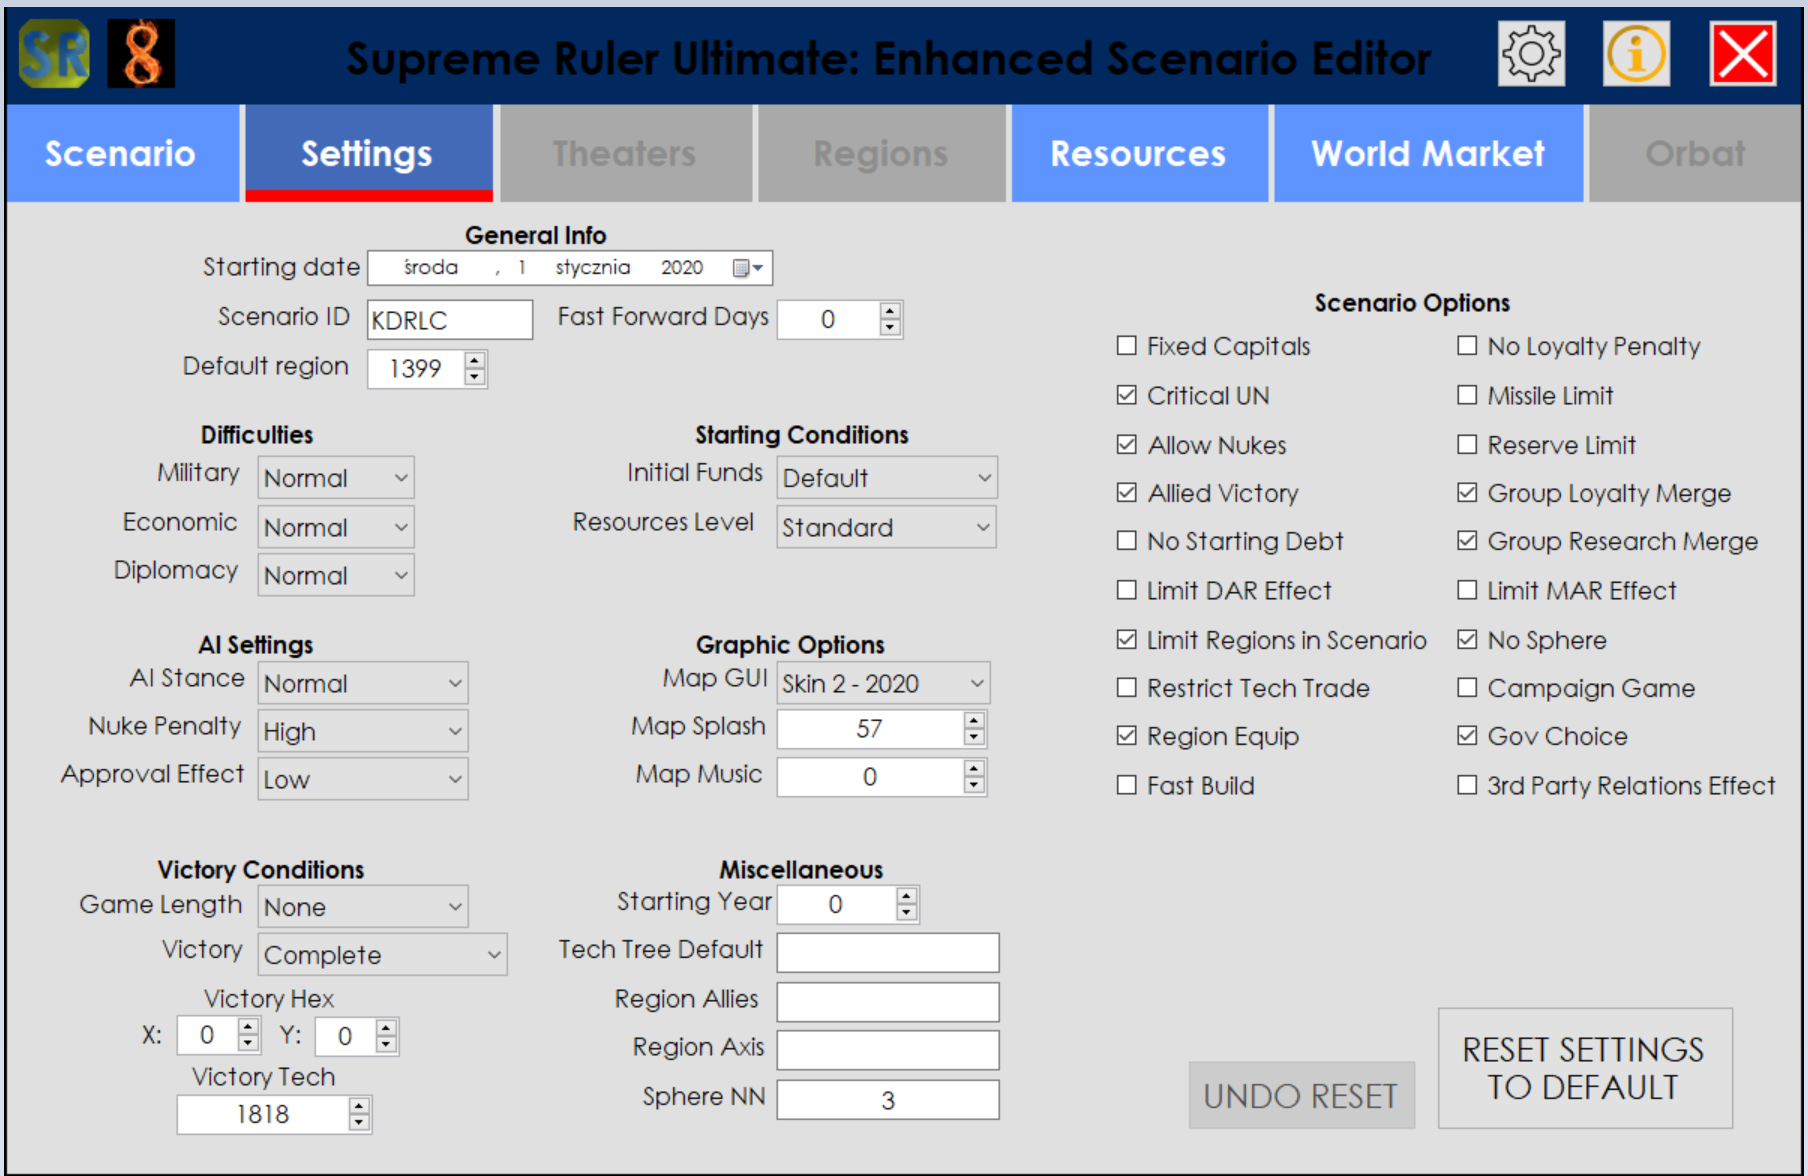 SR 8 Supreme Ruler Ultimate: Enhanced Scenario Editor
Scenario Settings Theaters Regions Resources World Market Orbat
General Info
Starting date środa , 1 stycznia 2020
Scenario ID KDRLC Fast Forward Days 0
Default region 1399
Difficulties
Military Normal
Economic Normal
Diplomacy Normal
Starting Conditions
Initial Funds Default
Resources Level Standard
AI Settings
AI Stance Normal
Nuke Penalty High
Approval Effect Low
Graphic Options
Map GUI Skin 2 - 2020
Map Splash 57
Map Music 0
Victory Conditions
Game Length None
Victory Complete
Victory Hex
X: 0 Y: 0
Victory Tech
1818
Miscellaneous
Starting Year 0
Tech Tree Default
Region Allies
Region Axis
Sphere NN 3
Scenario Options
Fixed Capitals No Loyalty Penalty
Critical UN Missile Limit
Allow Nukes Reserve Limit
Allied Victory Group Loyalty Merge
No Starting Debt Group Research Merge
Limit DAR Effect Limit MAR Effect
Limit Regions in Scenario No Sphere
Restrict Tech Trade Campaign Game
Region Equip Gov Choice
Fast Build 3rd Party Relations Effect
UNDO RESET
RESET SETTINGS
TO DEFAULT